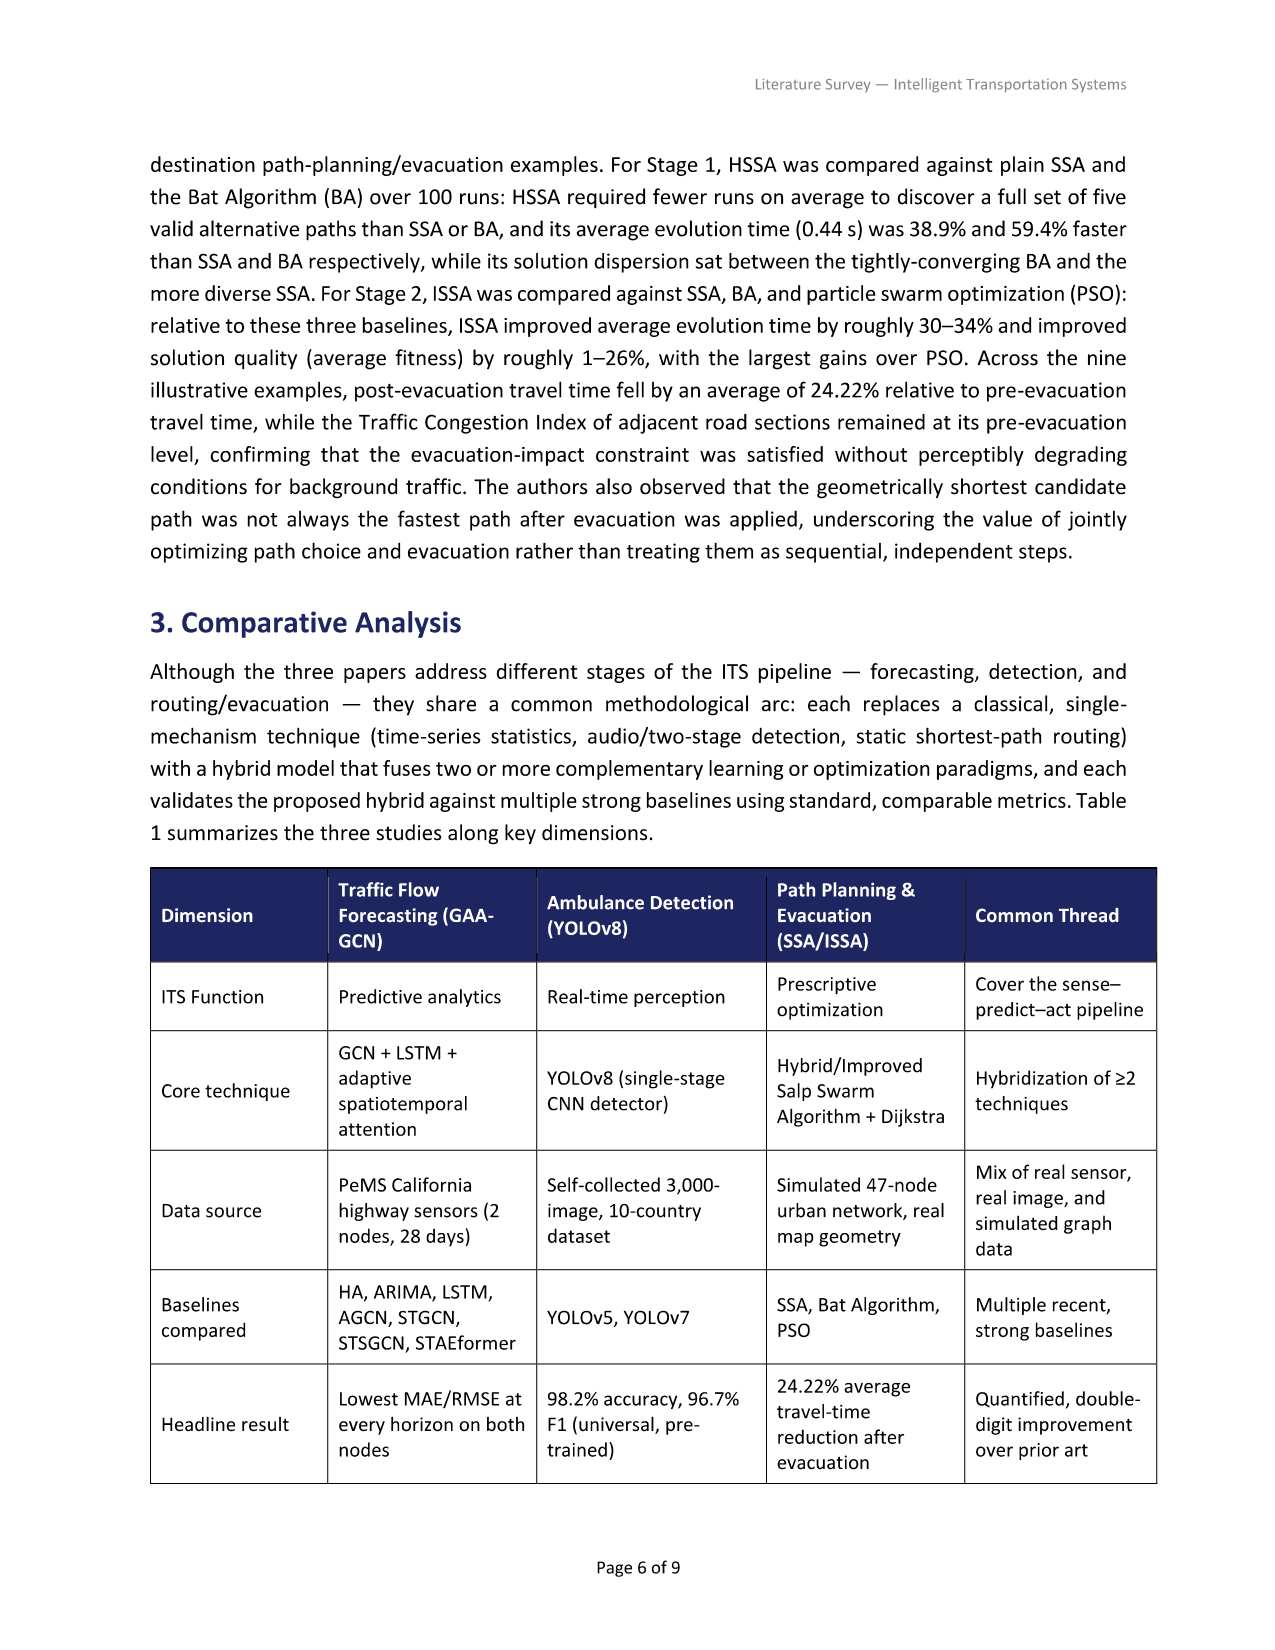 Literature Survey — Intelligent Transportation Systems
destination path-planning/evacuation examples. For Stage 1, HSSA was compared against plain SSA and
the Bat Algorithm (BA) over 100 runs: HSSA required fewer runs on average to discover a full set of five
valid alternative paths than SSA or BA, and its average evolution time (0.44 s) was 38.9% and 59.4% faster
than SSA and BA respectively, while its solution dispersion sat between the tightly-converging BA and the
more diverse SSA. For Stage 2, ISSA was compared against SSA, BA, and particle swarm optimization (PSO):
relative to these three baselines, ISSA improved average evolution time by roughly 30–34% and improved
solution quality (average fitness) by roughly 1–26%, with the largest gains over PSO. Across the nine
illustrative examples, post-evacuation travel time fell by an average of 24.22% relative to pre-evacuation
travel time, while the Traffic Congestion Index of adjacent road sections remained at its pre-evacuation
level, confirming that the evacuation-impact constraint was satisfied without perceptibly degrading
conditions for background traffic. The authors also observed that the geometrically shortest candidate
path was not always the fastest path after evacuation was applied, underscoring the value of jointly
optimizing path choice and evacuation rather than treating them as sequential, independent steps.
3. Comparative Analysis
Although the three papers address different stages of the ITS pipeline — forecasting, detection, and
routing/evacuation — they share a common methodological arc: each replaces a classical, single-
mechanism technique (time-series statistics, audio/two-stage detection, static shortest-path routing)
with a hybrid model that fuses two or more complementary learning or optimization paradigms, and each
validates the proposed hybrid against multiple strong baselines using standard, comparable metrics. Table
1 summarizes the three studies along key dimensions.
Dimension
Traffic Flow
Forecasting (GAA-
GCN)
Ambulance Detection
(YOLOv8)
Path Planning &
Evacuation
(SSA/ISSA)
Common Thread
ITS Function
Predictive analytics
Real-time perception
Prescriptive
optimization
Cover the sense–
predict–act pipeline
Core technique
GCN + LSTM +
adaptive
spatiotemporal
attention
YOLOv8 (single-stage
CNN detector)
Hybrid/Improved
Salp Swarm
Algorithm + Dijkstra
Hybridization of ≥2
techniques
Data source
PeMS California
highway sensors (2
nodes, 28 days)
Self-collected 3,000-
image, 10-country
dataset
Simulated 47-node
urban network, real
map geometry
Mix of real sensor,
real image, and
simulated graph
data
Baselines
compared
HA, ARIMA, LSTM,
AGCN, STGCN,
STSGCN, STAEformer
YOLOv5, YOLOv7
SSA, Bat Algorithm,
PSO
Multiple recent,
strong baselines
Headline result
Lowest MAE/RMSE at
every horizon on both
nodes
98.2% accuracy, 96.7%
F1 (universal, pre-
trained)
24.22% average
travel-time
reduction after
evacuation
Quantified, double-
digit improvement
over prior art
Page 6 of 9